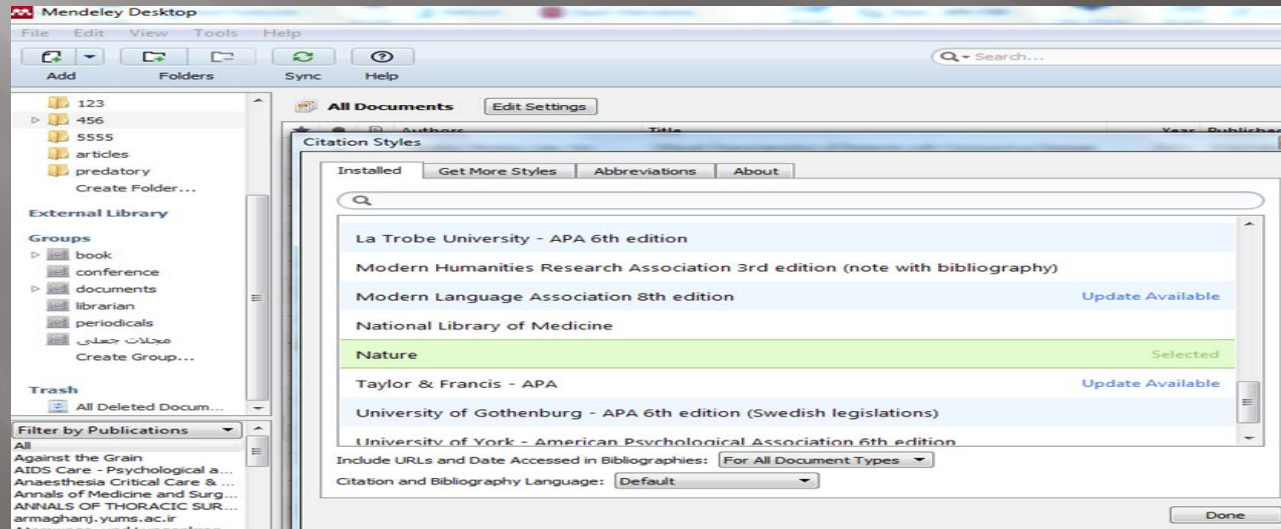 Mendeley Desktop
File Edit View Tools Help
Search...
Add Folders Sync Help
123
456
5555
articles
predatory
Create Folder...
External Library
Groups
book
conference
documents
librarian
periodicals
مجلات جعلی
Create Group...
Trash
All Deleted Docum...
Filter by Publications
All
Against the Grain
AIDS Care - Psychological a...
Anaesthesia Critical Care & ...
Annals of Medicine and Surg...
ANNALS OF THORACIC SUR...
armaghanj.yums.ac.ir
All Documents Edit Settings
Authors Title Year Publishe
Citation Styles
Installed Get More Styles Abbreviations About
La Trobe University - APA 6th edition
Modern Humanities Research Association 3rd edition (note with bibliography)
Modern Language Association 8th edition Update Available
National Library of Medicine
Nature Selected
Taylor & Francis - APA Update Available
University of Gothenburg - APA 6th edition (Swedish legislations)
University of York - American Psychological Association 6th edition
Include URLs and Date Accessed in Bibliographies: For All Document Types
Citation and Bibliography Language: Default
Done